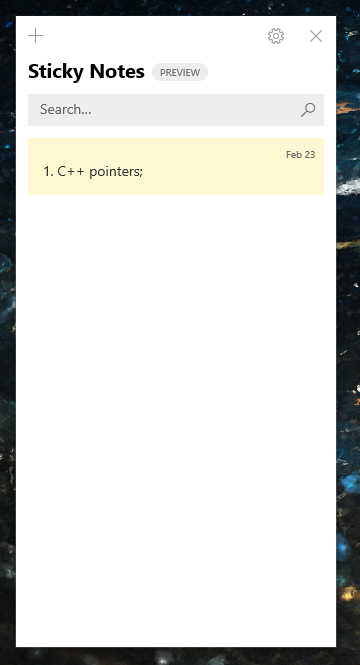 Sticky Notes PREVIEW
Search...
Feb 23
1. C++ pointers;